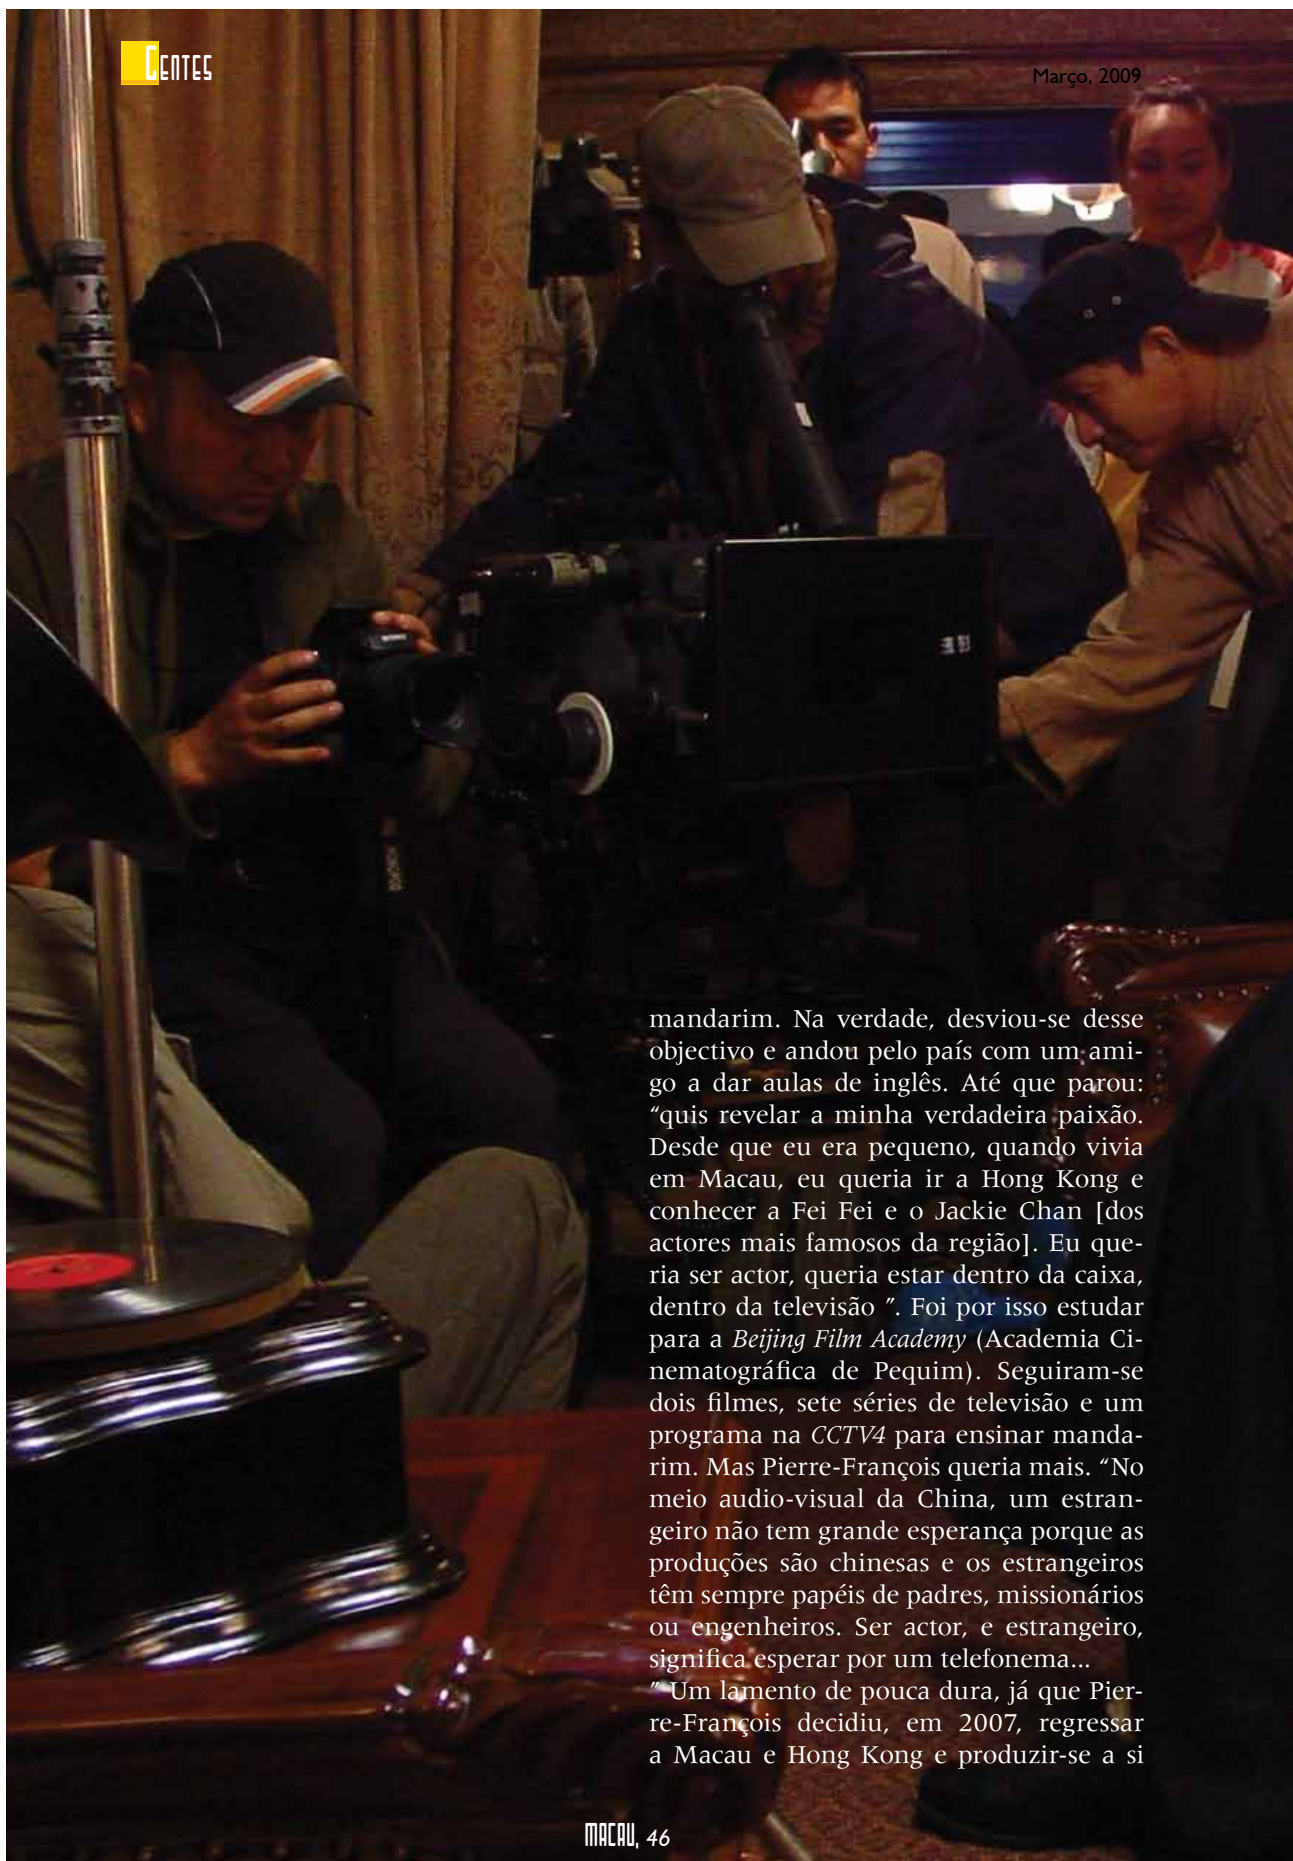 GENTES
Março, 2009
mandarim. Na verdade, desviou-se desse
objectivo e andou pelo país com um ami-
go a dar aulas de inglês. Até que parou:
“quis revelar a minha verdadeira paixão.
Desde que eu era pequeno, quando vivia
em Macau, eu queria ir a Hong Kong e
conhecer a Fei Fei e o Jackie Chan [dos
actores mais famosos da região]. Eu que-
ria ser actor, queria estar dentro da caixa,
dentro da televisão ”. Foi por isso estudar
para a Beijing Film Academy (Academia Ci-
nematográfica de Pequim). Seguiram-se
dois filmes, sete séries de televisão e um
programa na CCTV4 para ensinar manda-
rim. Mas Pierre-François queria mais. “No
meio audio-visual da China, um estran-
geiro não tem grande esperança porque as
produções são chinesas e os estrangeiros
têm sempre papéis de padres, missionários
ou engenheiros. Ser actor, e estrangeiro,
significa esperar por um telefonema...
” Um lamento de pouca dura, já que Pier-
re-François decidiu, em 2007, regressar
a Macau e Hong Kong e produzir-se a si
MACAU, 46